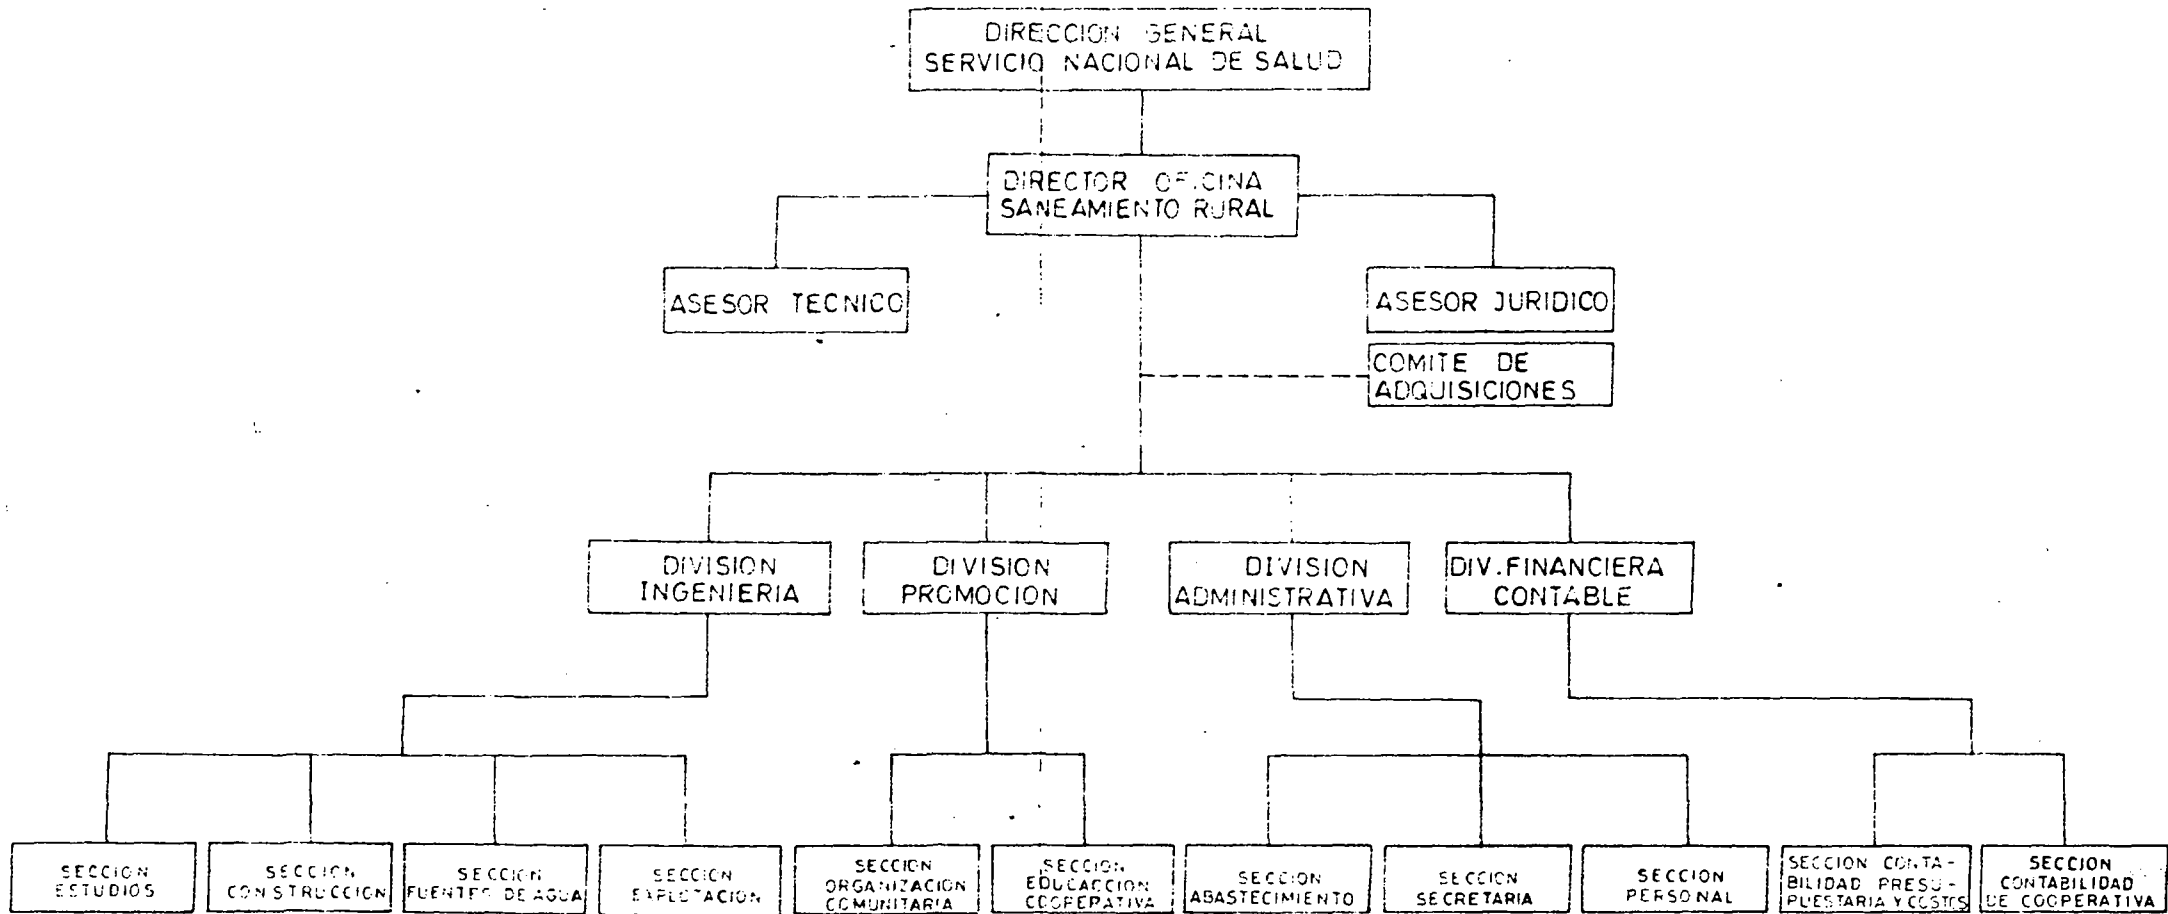 DIRECCION GENERAL
SERVICIO NACIONAL DE SALUD
DIRECTOR OFICINA
SANEAMIENTO RURAL
ASESOR TECNICO
ASESOR JURIDICO
COMITE DE
ADQUISICIONES
DIVISION
INGENIERIA
DIVISION
PROMOCION
DIVISION
ADMINISTRATIVA
DIV. FINANCIERA
CONTABLE
SECCION
ESTUDIOS
SECCION
CONSTRUCCION
SECCION
FUENTES DE AGUA
SECCION
EXPLOTACION
SECCION
ORGANIZACION
COMUNITARIA
SECCION
EDUCACCION
COOPERATIVA
SECCION
ABASTECIMIENTO
SECCION
SECRETARIA
SECCION
PERSONAL
SECCION CONTA-
BILIDAD PRESU-
PUESTARIA Y COSTOS
SECCION
CONTABILIDAD
DE COOPERATIVA